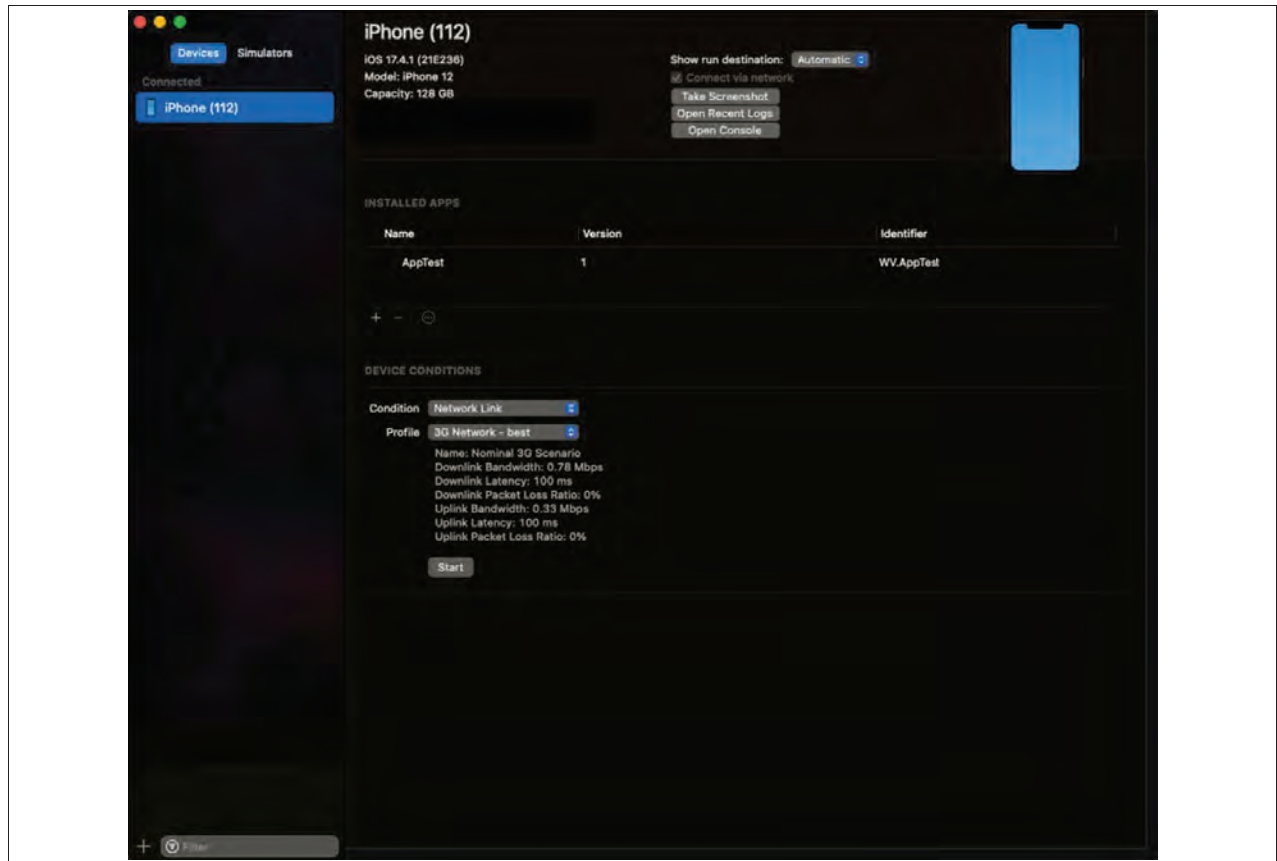 Devices Simulators
Connected
iPhone (112)
iPhone (112)
iOS 17.4.1 (21E236)
Model: iPhone 12
Capacity: 128 GB
Show run destination: Automatic
Connect via network
Take Screenshot
Open Recent Logs
Open Console
INSTALLED APPS
Name Version Identifier
AppTest 1 WV.AppTest
+ −
DEVICE CONDITIONS
Condition Network Link
Profile 3G Network - best
Name: Nominal 3G Scenario
Downlink Bandwidth: 0.78 Mbps
Downlink Latency: 100 ms
Downlink Packet Loss Ratio: 0%
Uplink Bandwidth: 0.33 Mbps
Uplink Latency: 100 ms
Uplink Packet Loss Ratio: 0%
Start
+ Filter